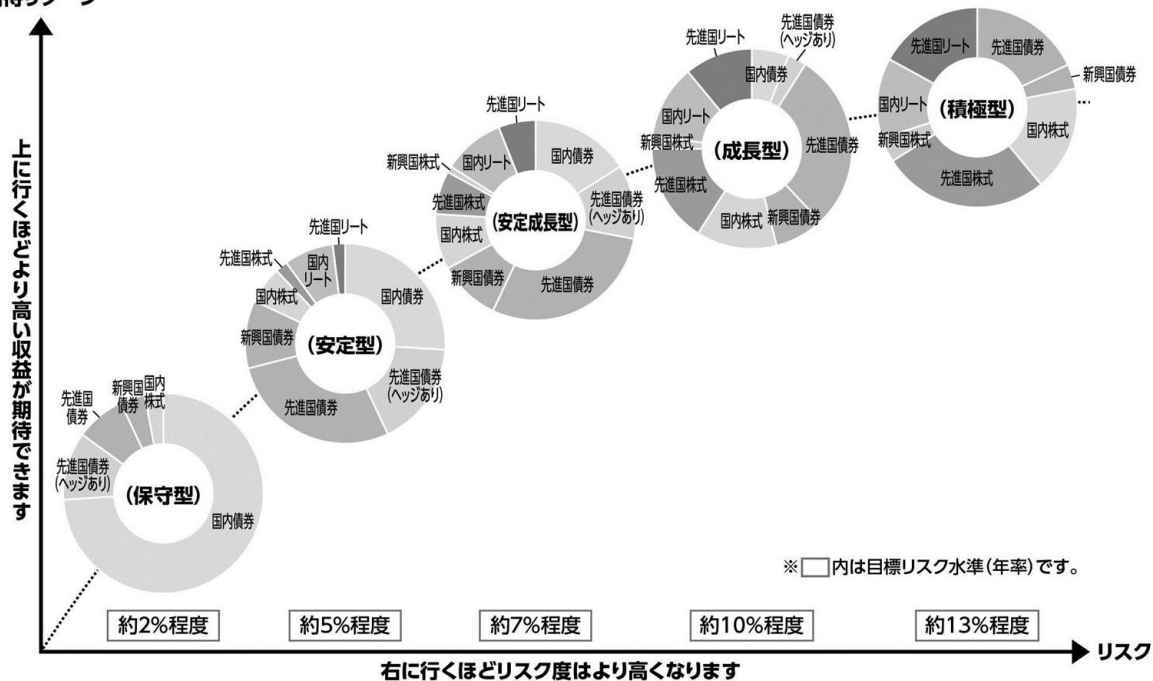 上に行くほどより高い収益が期待できます
先進国リート
先進国債券
新興国債券
国内株式
先進国株式
新興国株式
国内リート
(積極型)
先進国リート
国内債券
先進国債券
(ヘッジあり)
先進国債券
新興国債券
国内株式
先進国株式
新興国株式
国内リート
(成長型)
先進国リート
国内債券
先進国債券
(ヘッジあり)
先進国債券
新興国債券
国内株式
先進国株式
新興国株式
国内リート
(安定成長型)
先進国リート
国内債券
先進国債券
(ヘッジあり)
先進国債券
新興国債券
国内株式
先進国株式
国内
リート
(安定型)
国内債券
先進国債券
(ヘッジあり)
先進国
債券
新興国
債券
国内
株式
(保守型)
※□内は目標リスク水準(年率)です。
約2%程度
約5%程度
約7%程度
約10%程度
約13%程度
リスク
右に行くほどリスク度はより高くなります